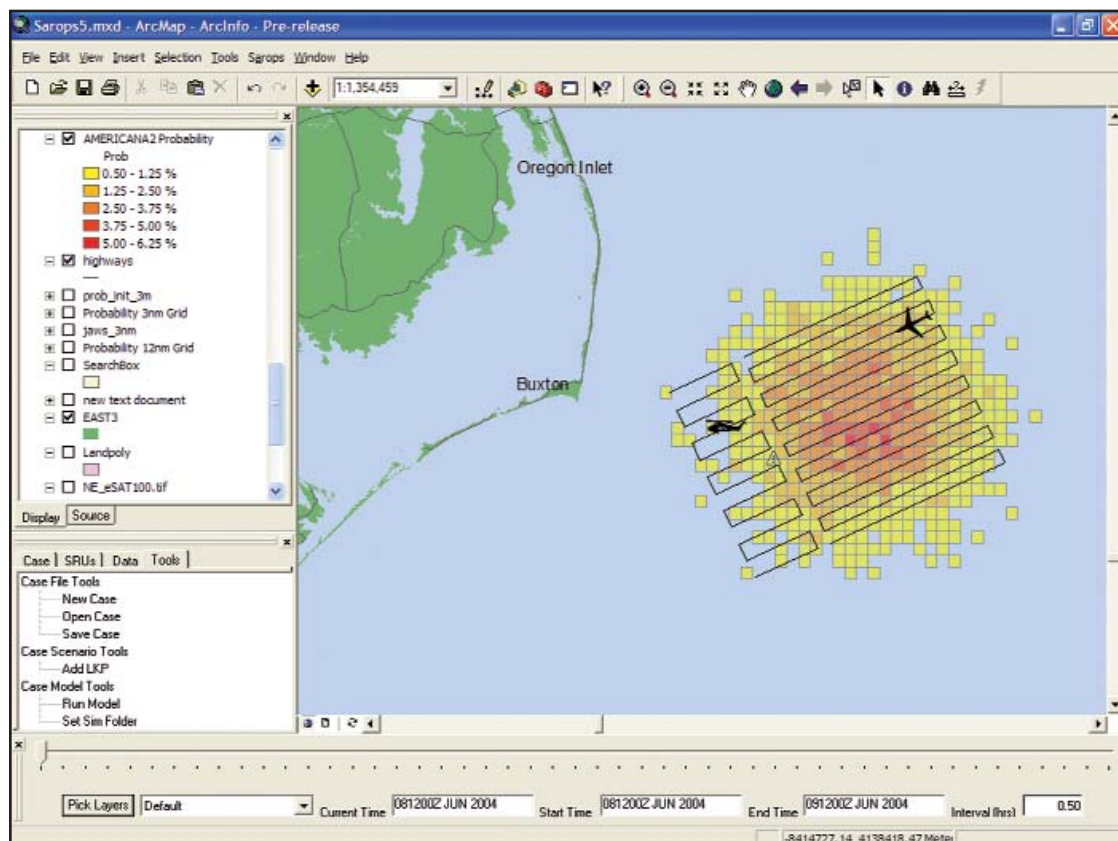 Sarops5.mxd - ArcMap - ArcInfo - Pre-release
File Edit View Insert Selection Tools Sarops Window Help
1:1,354,459
AMERICANA2 Probability
Prob
0.50 - 1.25 %
1.25 - 2.50 %
2.50 - 3.75 %
3.75 - 5.00 %
5.00 - 6.25 %
highways
prob_init_3m
Probability 3nm Grid
jaws_3nm
Probability 12nm Grid
SearchBox
new text document
EAST3
Landpoly
NE_eSAT100.tif
Display Source
Case SRUs Data Tools
Case File Tools
New Case
Open Case
Save Case
Case Scenario Tools
Add LKP
Case Model Tools
Run Model
Set Sim Folder
Oregon Inlet
Buxton
Pick Layers Default Current Time 081200Z JUN 2004 Start Time 081200Z JUN 2004 End Time 091200Z JUN 2004 Interval (hrs) 0.50
-8414727.14 4138418.47 Meter